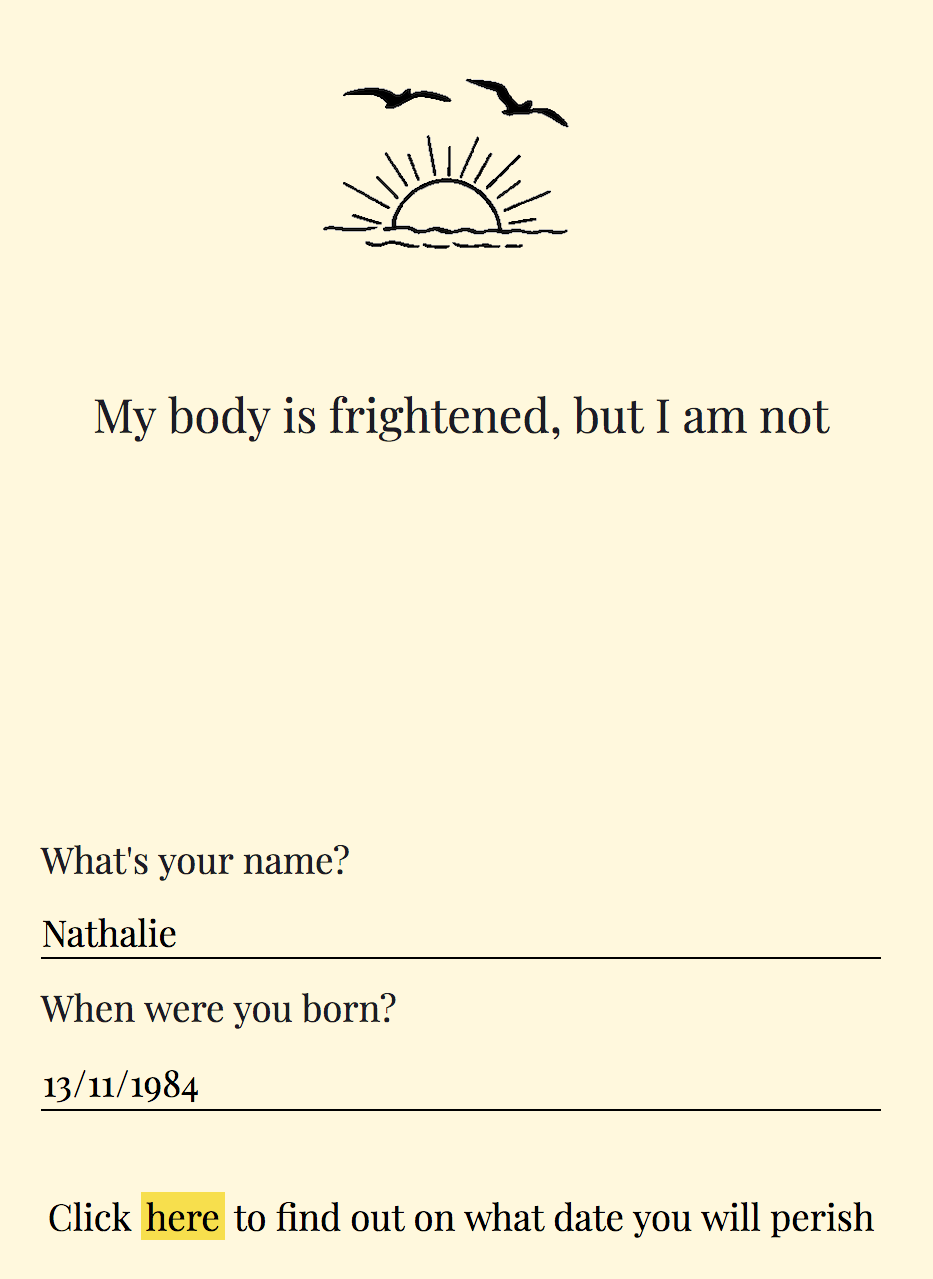 My body is frightened, but I am not
What's your name?
Nathalie
When were you born?
13/11/1984
Click here to find out on what date you will perish